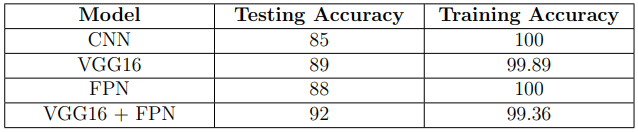 Model Testing Accuracy Training Accuracy
CNN 85 100
VGG16 89 99.89
FPN 88 100
VGG16 + FPN 92 99.36